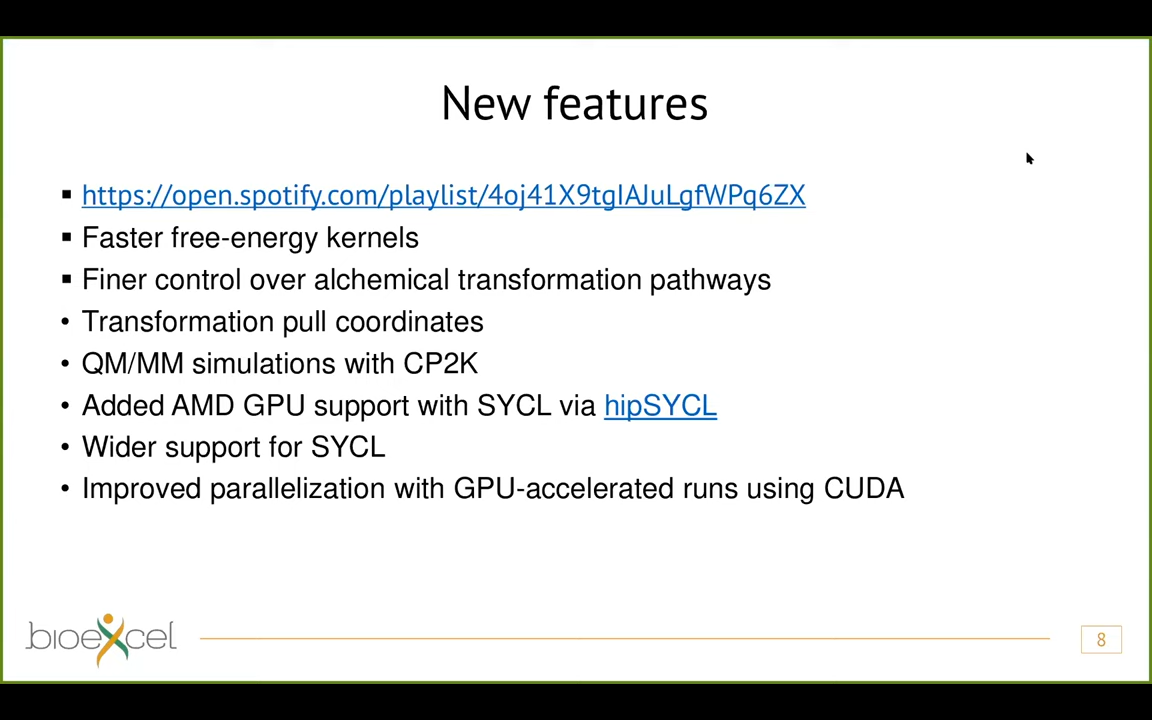 New features
https://open.spotify.com/playlist/4oj41X9tgIAJuLgfWPq6ZX
Faster free-energy kernels
Finer control over alchemical transformation pathways
Transformation pull coordinates
QM/MM simulations with CP2K
Added AMD GPU support with SYCL via hipSYCL
Wider support for SYCL
Improved parallelization with GPU-accelerated runs using CUDA
bioexcel
8